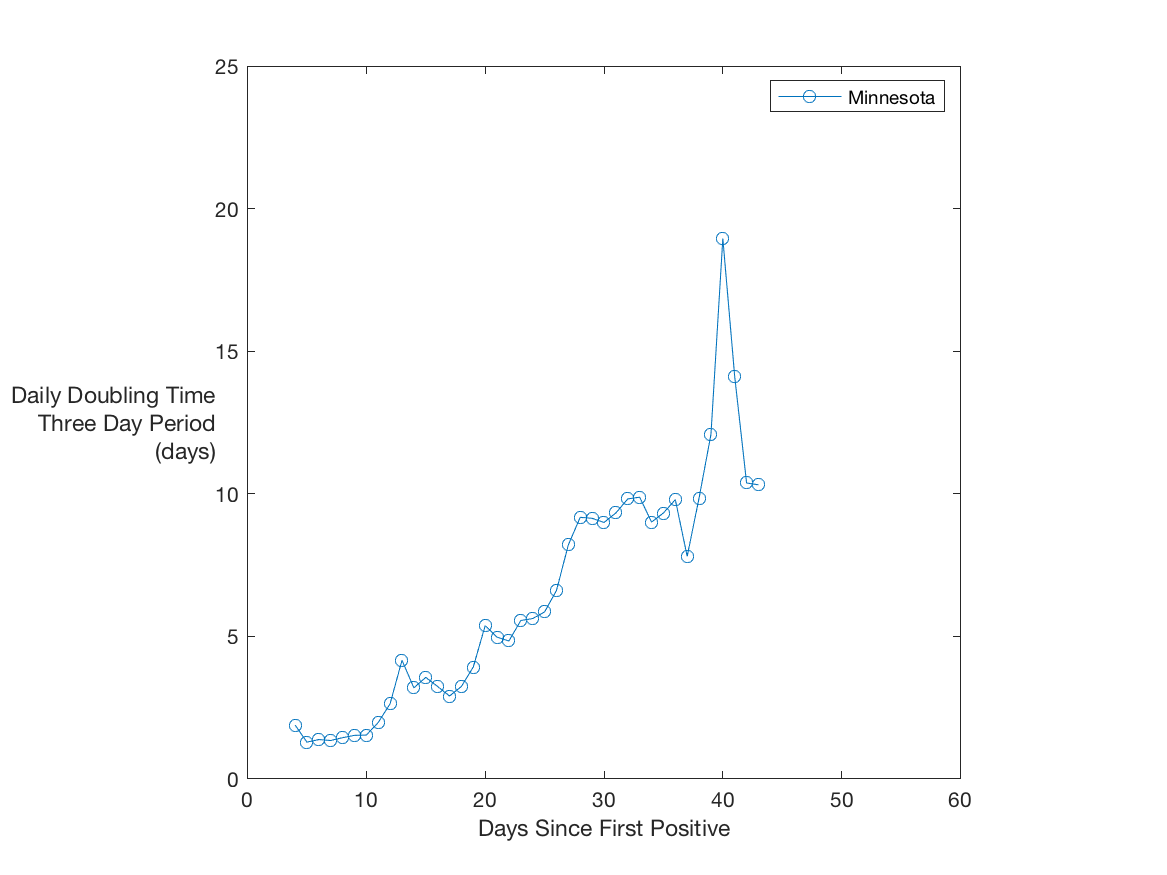 25
20
15
10
5
0
Daily Doubling Time
Three Day Period
(days)
Minnesota
0 10 20 30 40 50 60
Days Since First Positive